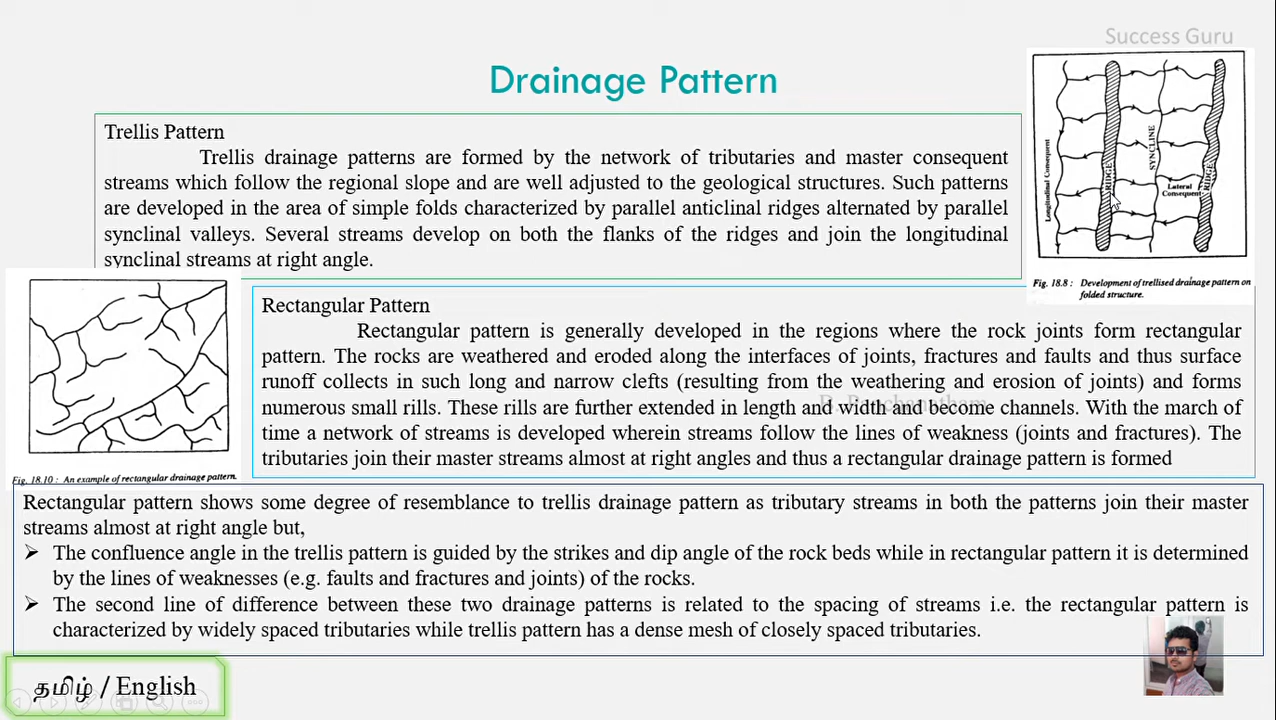 Success Guru
Drainage Pattern
Trellis Pattern
Trellis drainage patterns are formed by the network of tributaries and master consequent
streams which follow the regional slope and are well adjusted to the geological structures. Such patterns
are developed in the area of simple folds characterized by parallel anticlinal ridges alternated by parallel
synclinal valleys. Several streams develop on both the flanks of the ridges and join the longitudinal
synclinal streams at right angle.
Longitudinal Consequent
RIDGE
SYNCLINE
Lateral
Consequent
RIDGE
Fig. 18.8 : Development of trellised drainage pattern on
folded structure.
Fig. 18.10 : An example of rectangular drainage pattern.
Rectangular Pattern
Rectangular pattern is generally developed in the regions where the rock joints form rectangular
pattern. The rocks are weathered and eroded along the interfaces of joints, fractures and faults and thus surface
runoff collects in such long and narrow clefts (resulting from the weathering and erosion of joints) and forms
numerous small rills. These rills are further extended in length and width and become channels. With the march of
time a network of streams is developed wherein streams follow the lines of weakness (joints and fractures). The
tributaries join their master streams almost at right angles and thus a rectangular drainage pattern is formed
Rectangular pattern shows some degree of resemblance to trellis drainage pattern as tributary streams in both the patterns join their master
streams almost at right angle but,
➢ The confluence angle in the trellis pattern is guided by the strikes and dip angle of the rock beds while in rectangular pattern it is determined
by the lines of weaknesses (e.g. faults and fractures and joints) of the rocks.
➢ The second line of difference between these two drainage patterns is related to the spacing of streams i.e. the rectangular pattern is
characterized by widely spaced tributaries while trellis pattern has a dense mesh of closely spaced tributaries.
தமிழ் / English